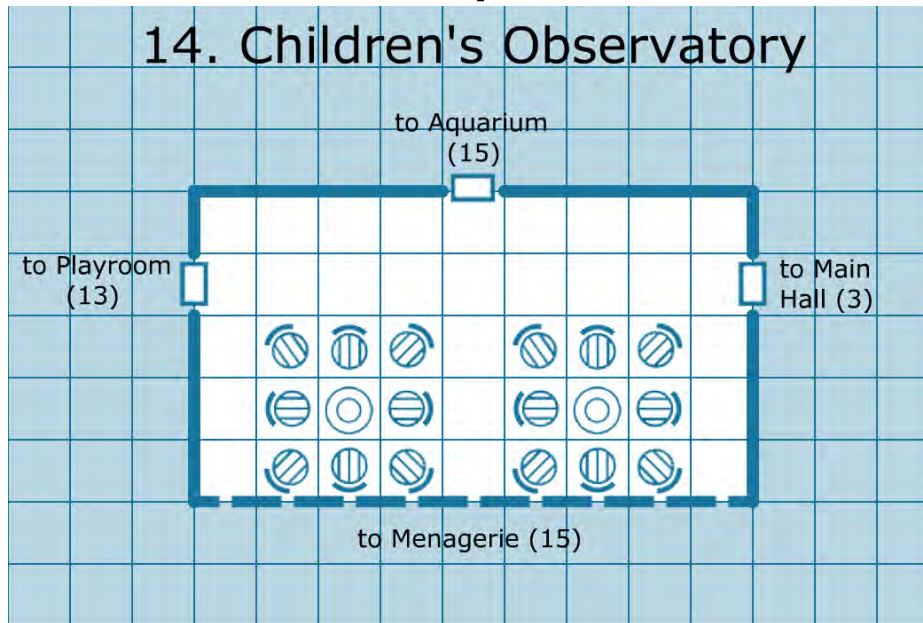 14. Children's Observatory
to Aquarium
(15)
to Playroom
(13)
to Main
Hall (3)
to Menagerie (15)